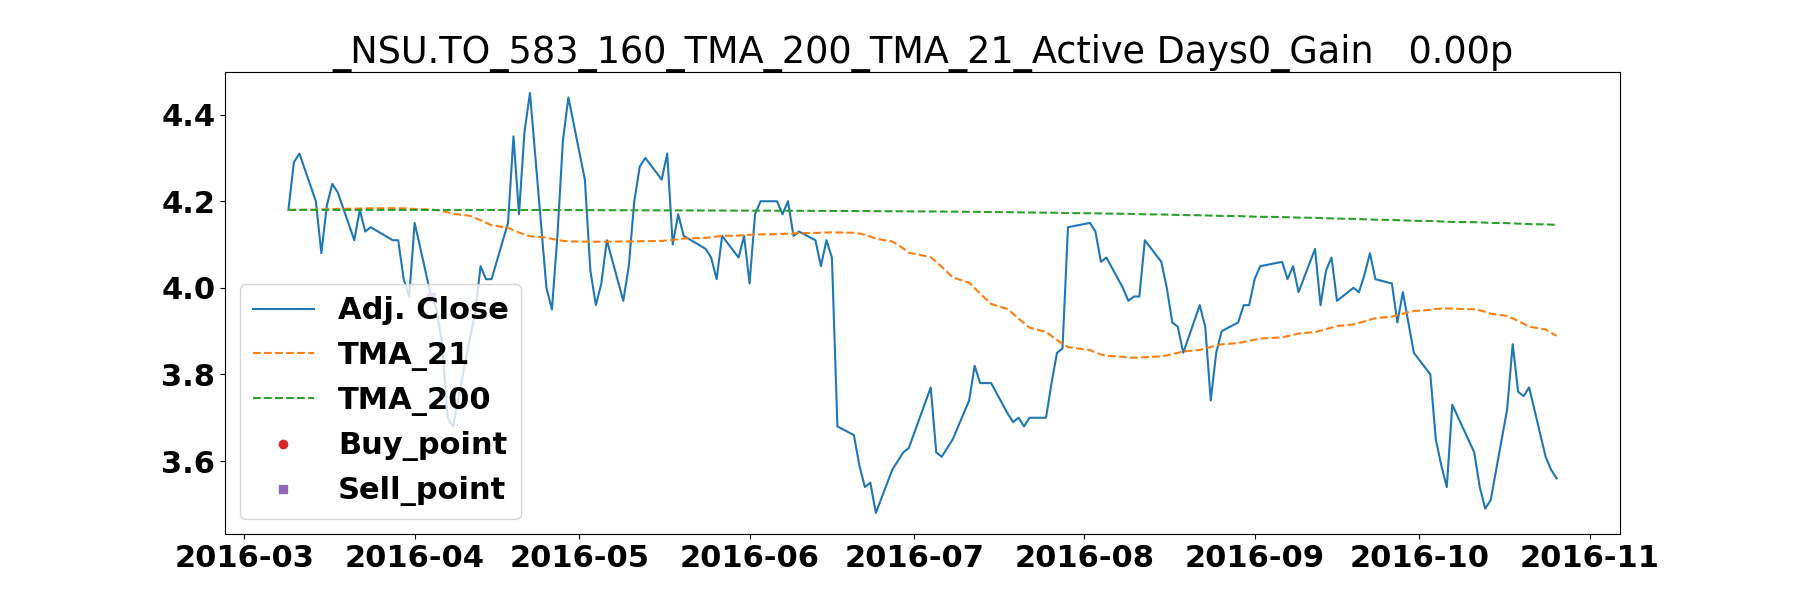 _NSU.TO_583_160_TMA_200_TMA_21_Active Days0_Gain   0.00p
4.4
4.2
4.0
3.8
3.6
Adj. Close
TMA_21
TMA_200
Buy_point
Sell_point
2016-03 2016-04 2016-05 2016-06 2016-07 2016-08 2016-09 2016-10 2016-11